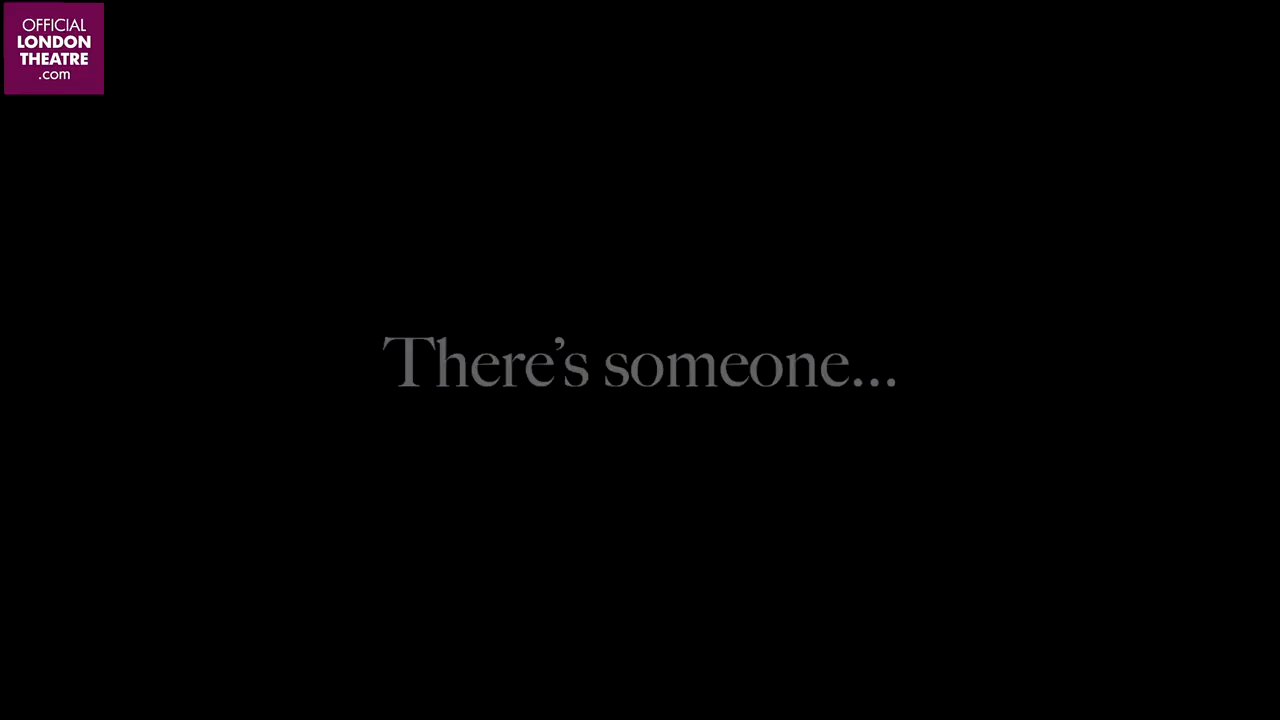 OFFICIAL
LONDON
THEATRE
.com
There’s someone...